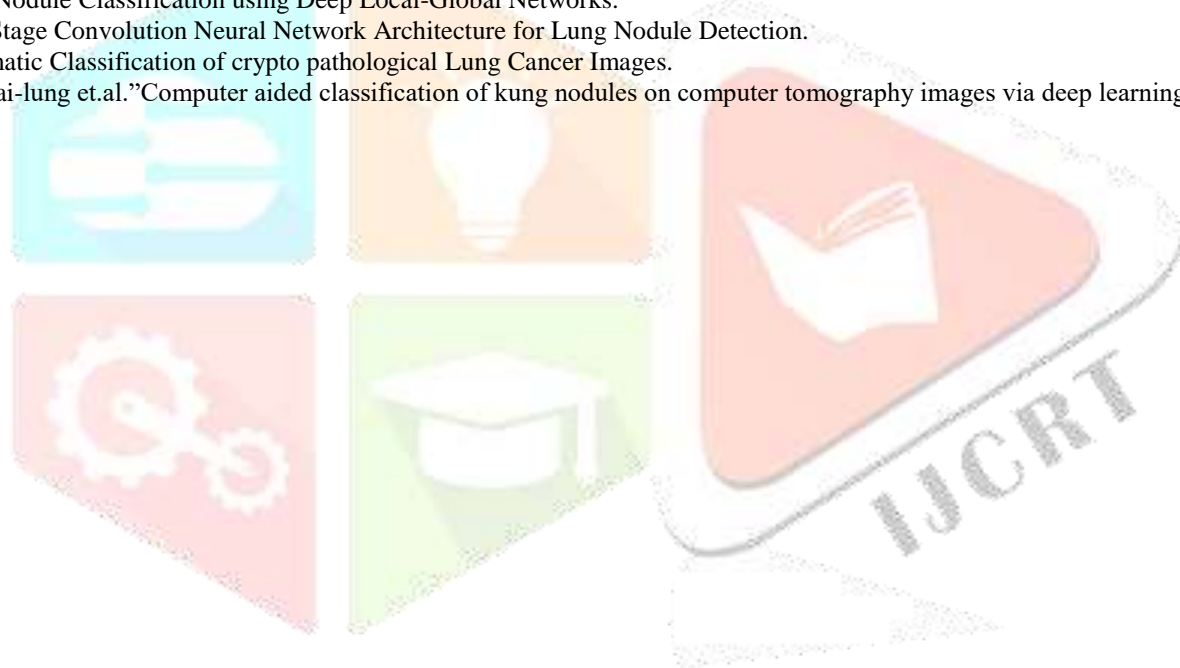 Nodule Classification using Deep Local-Global Networks.
Stage Convolution Neural Network Architecture for Lung Nodule Detection.
matic Classification of crypto pathological Lung Cancer Images.
ai-lung et.al.”Computer aided classification of kung nodules on computer tomography images via deep learning
IJCRT